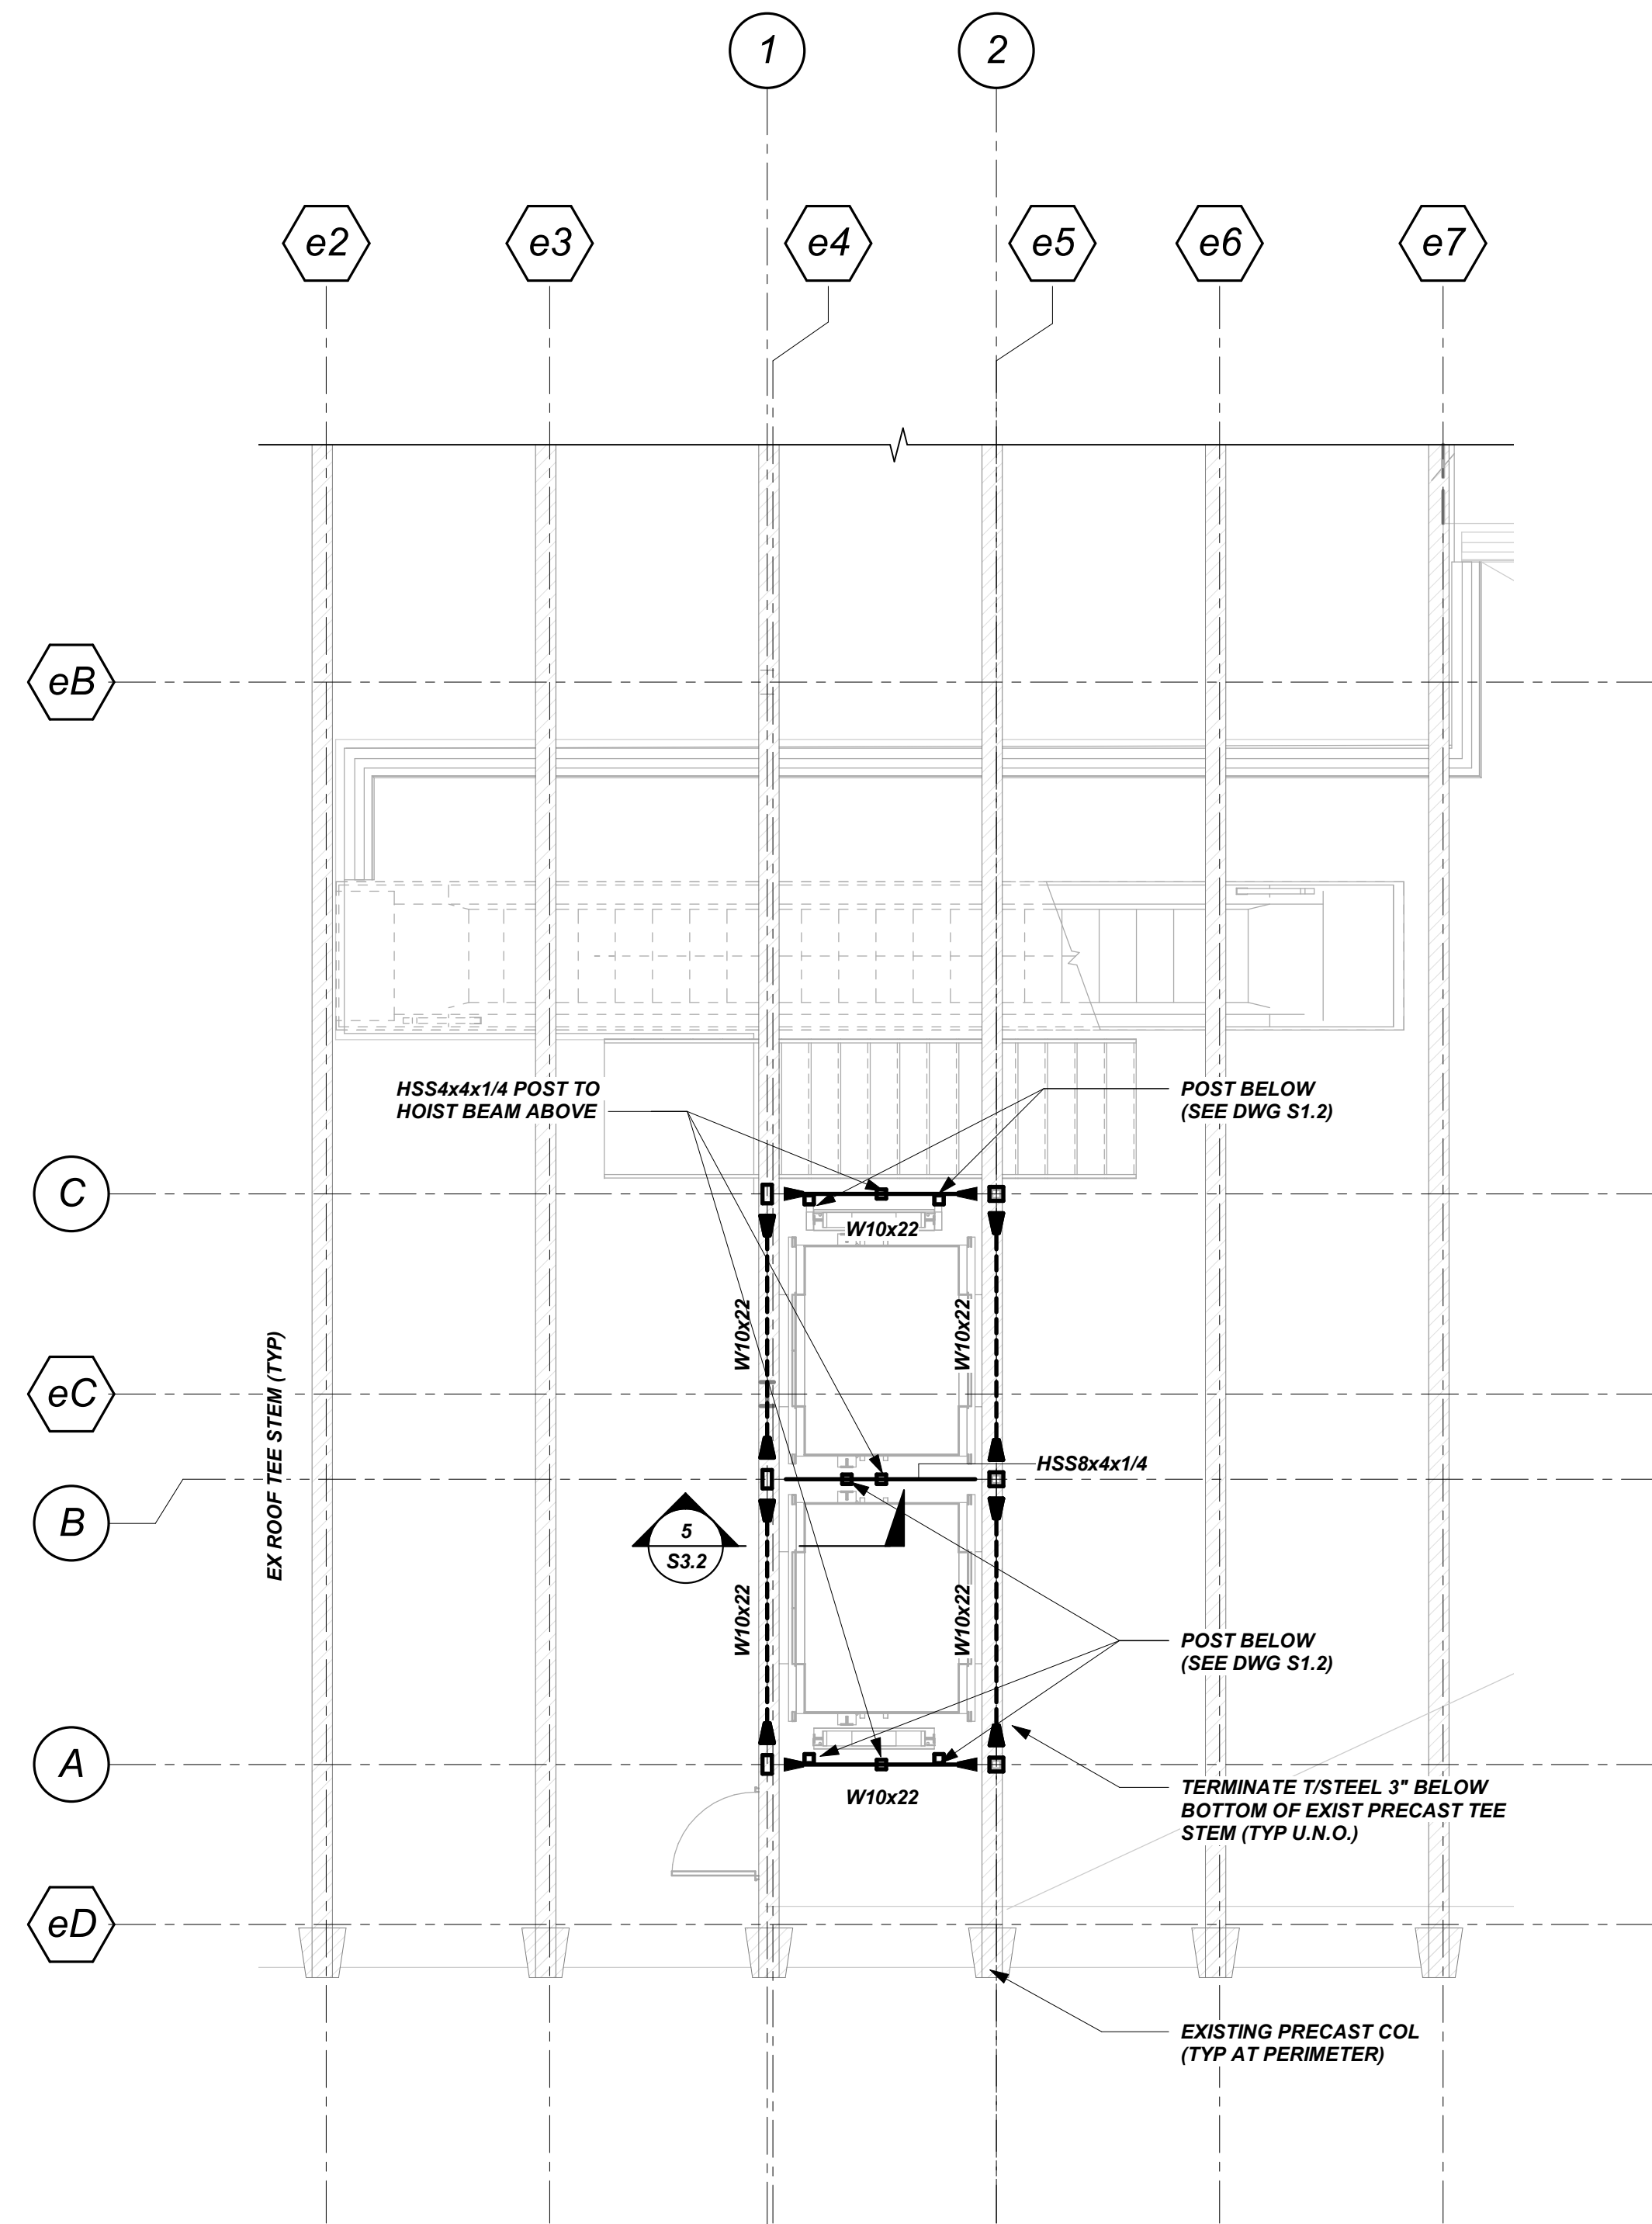 1
2
e2
e3
e4
e5
e6
e7
eB
HSS4x4x1/4 POST TO
HOIST BEAM ABOVE
POST BELOW
(SEE DWG S1.2)
C
W10x22
W10x22
W10x22
eC
EX ROOF TEE STEM (TYP)
HSS8x4x1/4
B
5
S3.2
W10x22
W10x22
POST BELOW
(SEE DWG S1.2)
A
W10x22
TERMINATE T/STEEL 3" BELOW
BOTTOM OF EXIST PRECAST TEE
STEM (TYP U.N.O.)
eD
EXISTING PRECAST COL
(TYP AT PERIMETER)